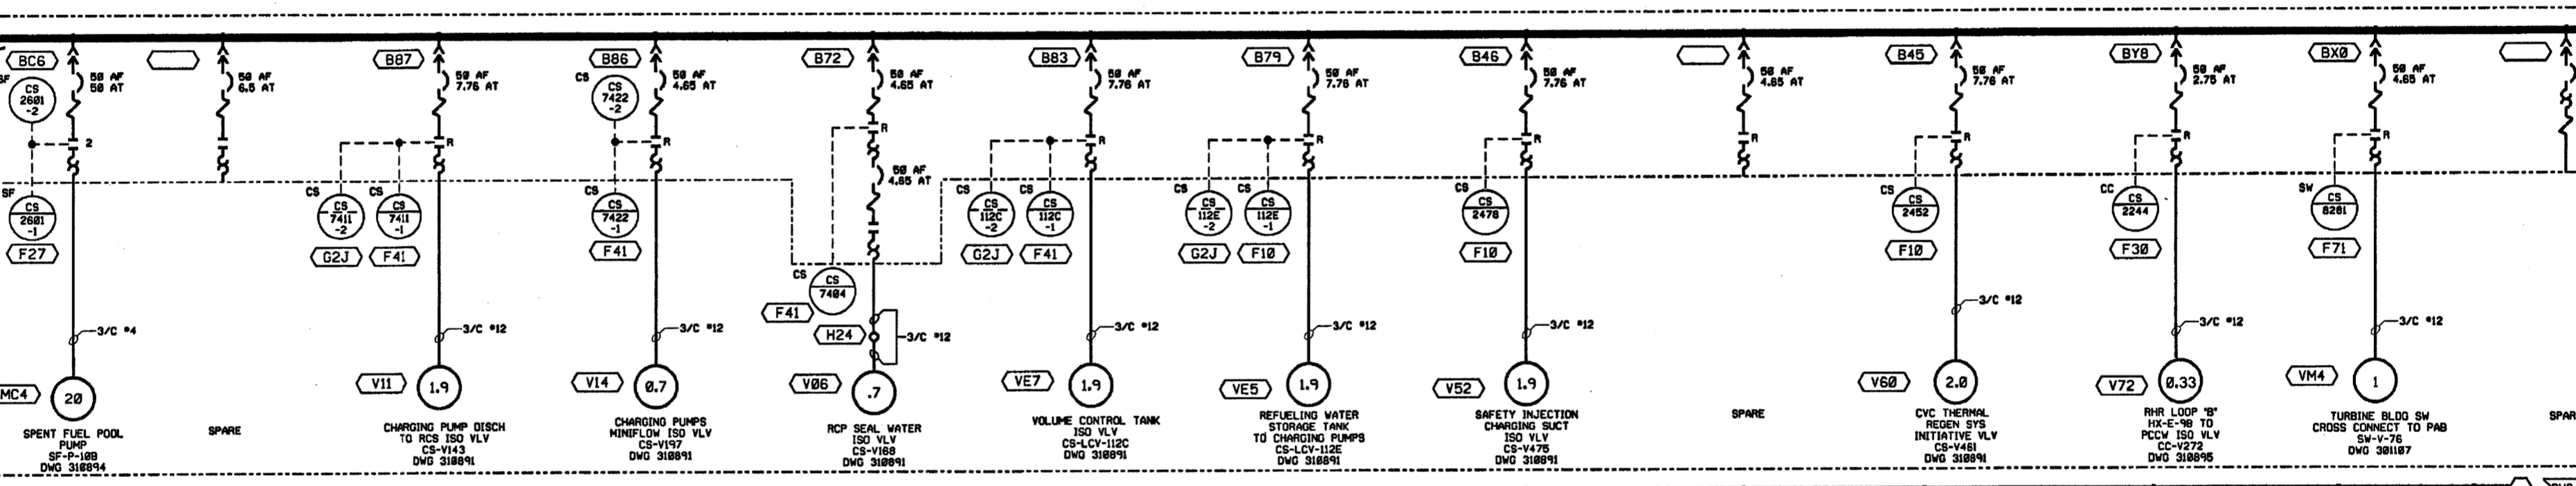 BC6
SF
CS
2601
-2
50 AF
50 AT
2
SF
CS
2601
-1
F27
3/C #4
MC4
20
SPENT FUEL POOL
PUMP
SF-P-10B
DWG 310894
50 AF
6.5 AT
SPARE
B87
50 AF
7.76 AT
R
CS
CS
7411
-2
G2J
CS
CS
7411
-1
F41
3/C #12
V11
1.9
CHARGING PUMP DISCH
TO RCS ISO VLV
CS-V143
DWG 310891
B86
CS
CS
7422
-2
50 AF
4.65 AT
R
CS
CS
7422
-1
F41
3/C #12
V14
0.7
CHARGING PUMPS
MINIFLOW ISO VLV
CS-V197
DWG 310891
B72
50 AF
4.65 AT
R
50 AF
4.65 AT
CS
CS
7404
F41
H24
3/C #12
V06
.7
RCP SEAL WATER
ISO VLV
CS-V168
DWG 310891
B83
50 AF
7.76 AT
R
CS
CS
112C
-2
G2J
CS
CS
112C
-1
F41
3/C #12
VE7
1.9
VOLUME CONTROL TANK
ISO VLV
CS-LCV-112C
DWG 310891
B79
50 AF
7.76 AT
R
CS
CS
112E
-2
G2J
CS
CS
112E
-1
F10
3/C #12
VE5
1.9
REFUELING WATER
STORAGE TANK
TO CHARGING PUMPS
CS-LCV-112E
DWG 310891
B46
50 AF
7.76 AT
R
CS
CS
2478
F10
3/C #12
V52
1.9
SAFETY INJECTION
CHARGING SUCT
ISO VLV
CS-V475
DWG 310891
50 AF
4.65 AT
R
SPARE
B45
50 AF
7.76 AT
R
CS
CS
2452
F10
3/C #12
V60
2.0
CVC THERMAL
REGEN SYS
INITIATIVE VLV
CS-V461
DWG 310891
BY8
50 AF
2.75 AT
R
CC
CS
2244
F30
3/C #12
V72
0.33
RHR LOOP "B"
HX-E-9B TO
PCCW ISO VLV
CC-V272
DWG 310895
BX0
50 AF
4.65 AT
R
SW
CS
8281
F71
3/C #12
VM4
1
TURBINE BLDG SW
CROSS CONNECT TO PAB
SW-V-76
DWG 301107
SPAR